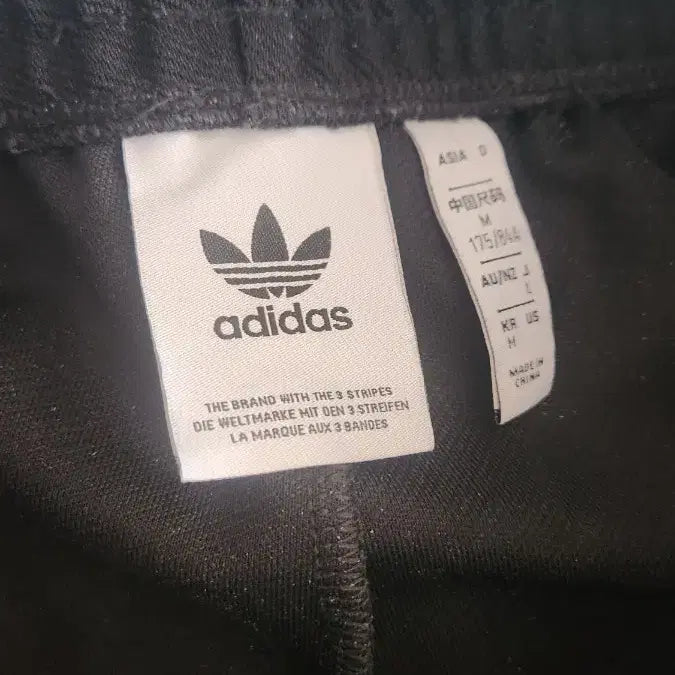 adidas
THE BRAND WITH THE 3 STRIPES
DIE WELTMARKE MIT DEN 3 STREIFEN
LA MARQUE AUX 3 BANDES
ASIA
中国尺码
M
175/84A
AU/NZ J
L
KR US
M
MADE IN
CHINA